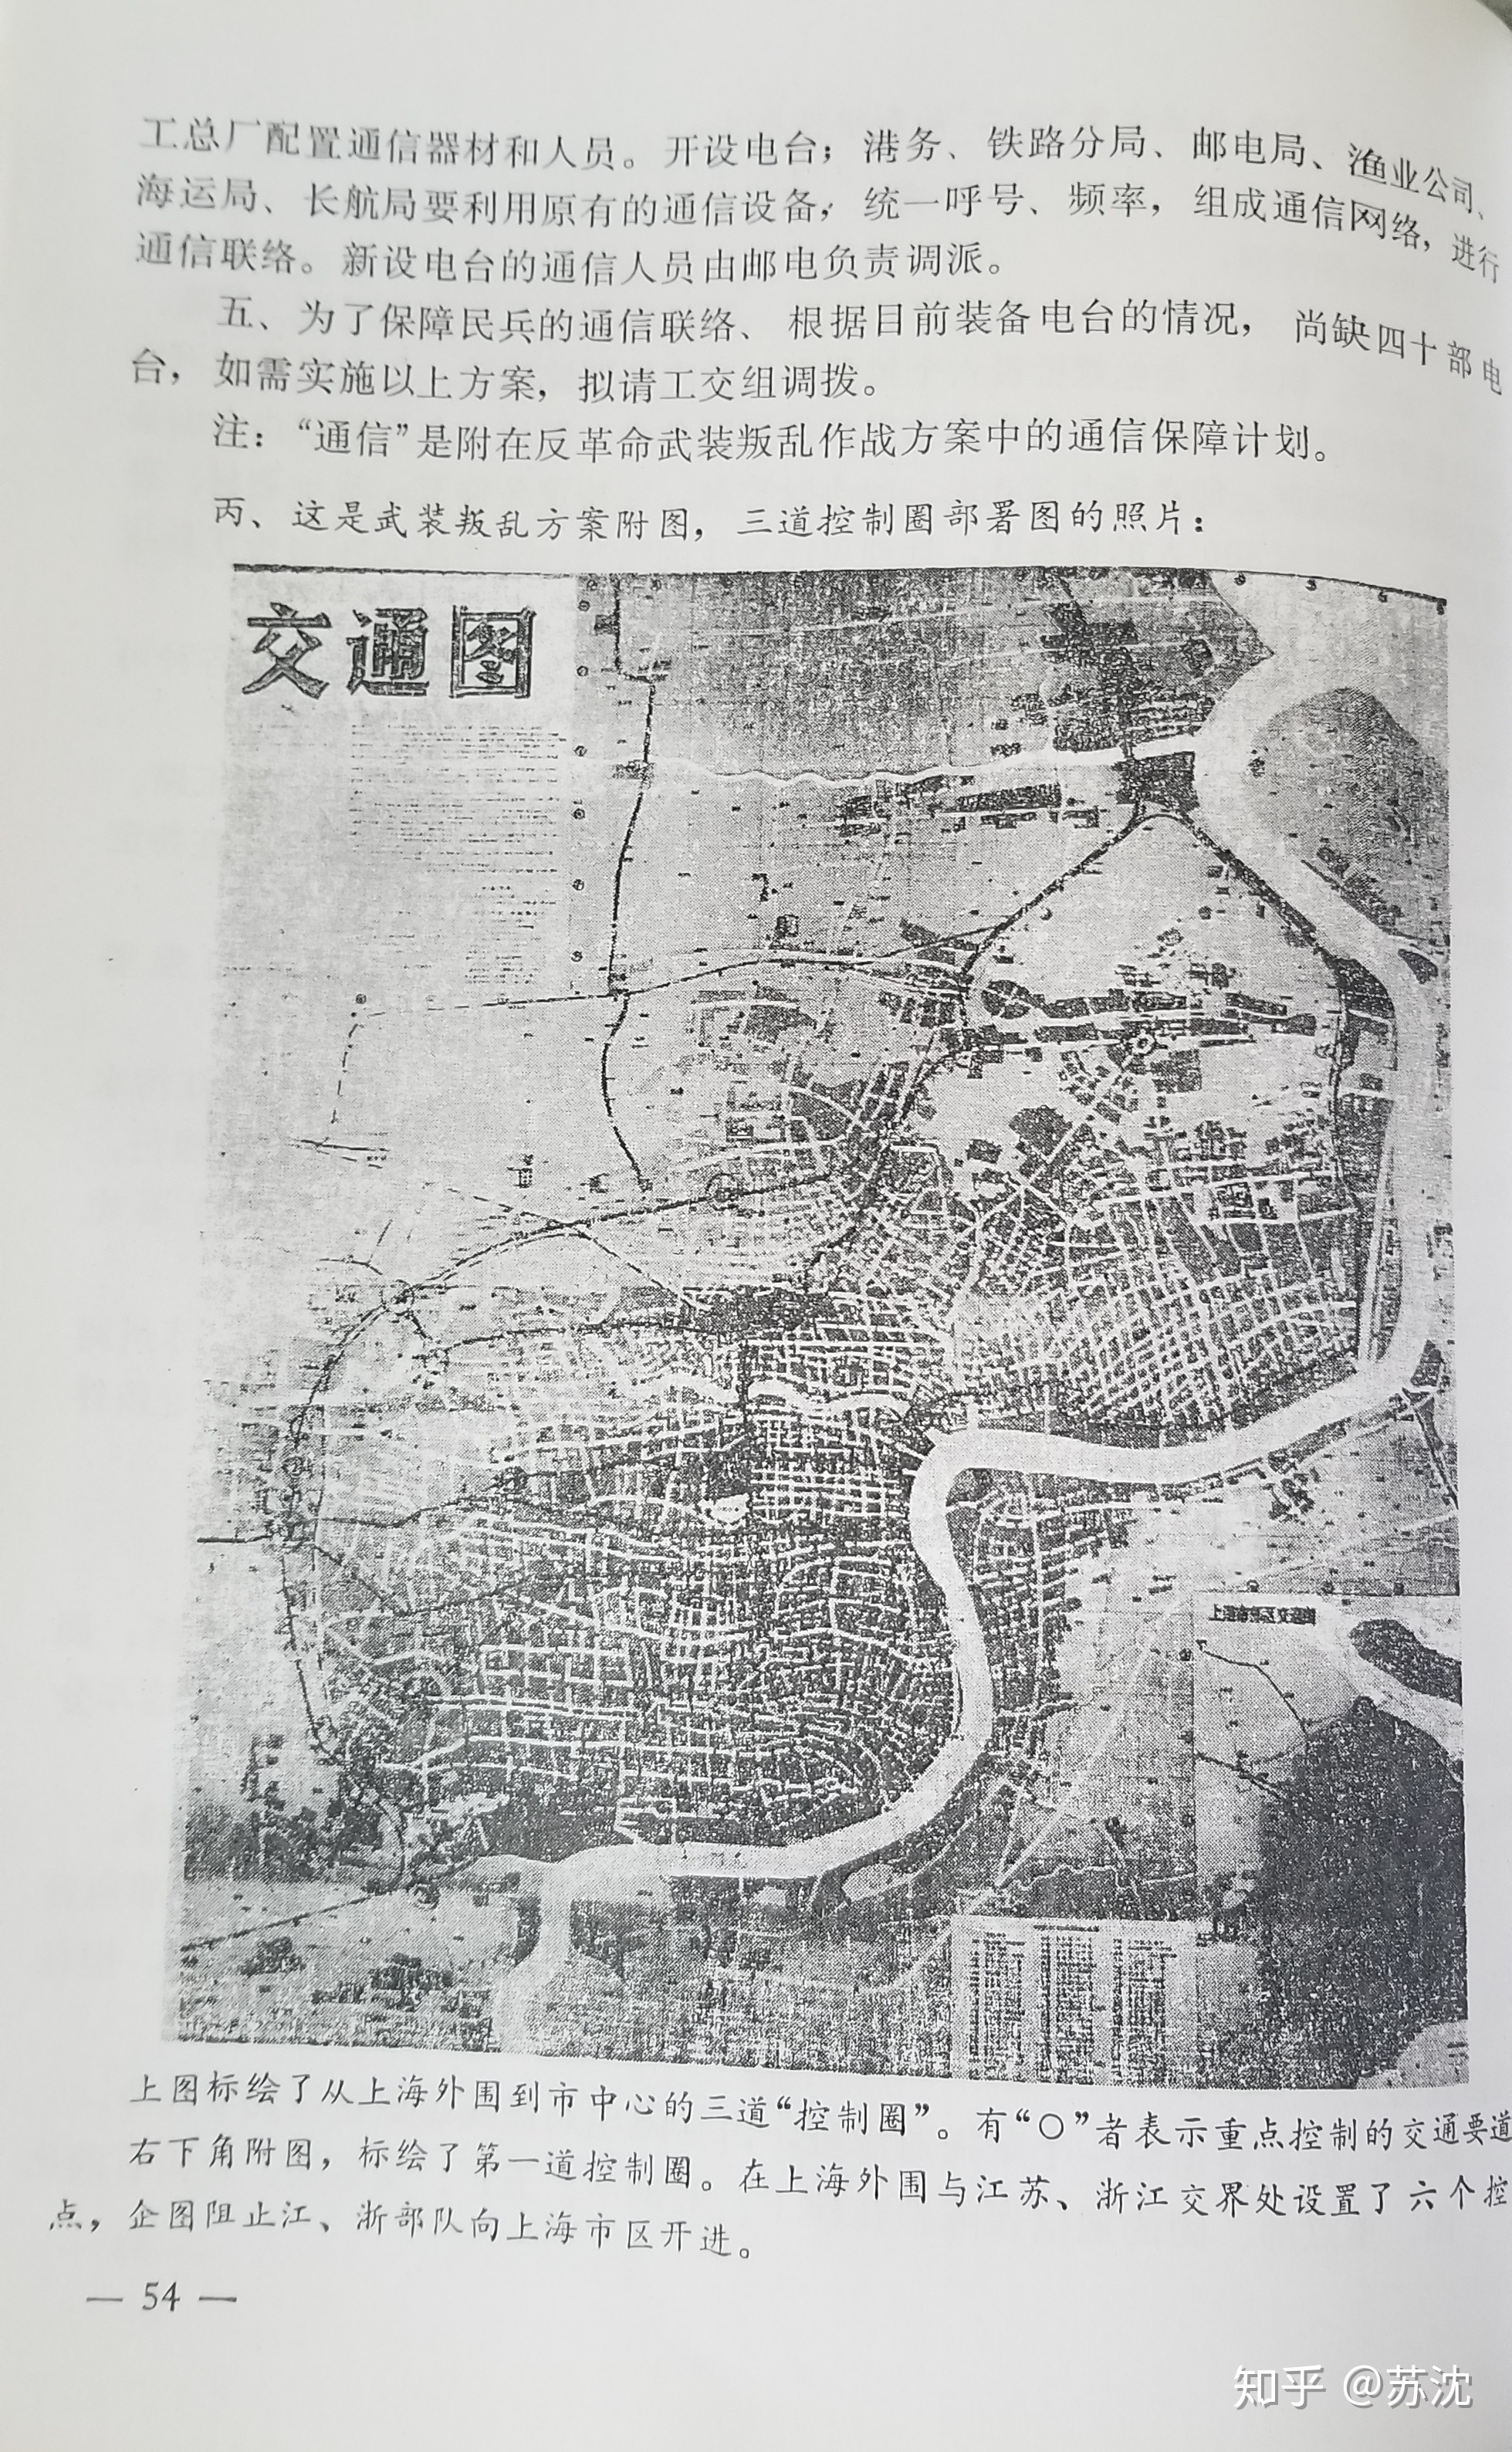 工总厂配置通信器材和人员。开设电台；港务、铁路分局、邮电局、渔业公司、
海运局、长航局要利用原有的通信设备，统一呼号、频率，组成通信网络，进行
通信联络。新设电台的通信人员由邮电负责调派。
五、为了保障民兵的通信联络、根据目前装备电台的情况，尚缺四十部电
台，如需实施以上方案，拟请工交组调拨。
注：“通信”是附在反革命武装叛乱作战方案中的通信保障计划。
丙、这是武装叛乱方案附图，三道控制圈部署图的照片：
交通图
上图标绘了从上海外围到市中心的三道“控制圈”。有“○”者表示重点控制的交通要道
右下角附图，标绘了第一道控制圈。在上海外围与江苏、浙江交界处设置了六个控
点，企图阻止江、浙部队向上海市区开进。
— 54 —
知乎 @苏沈